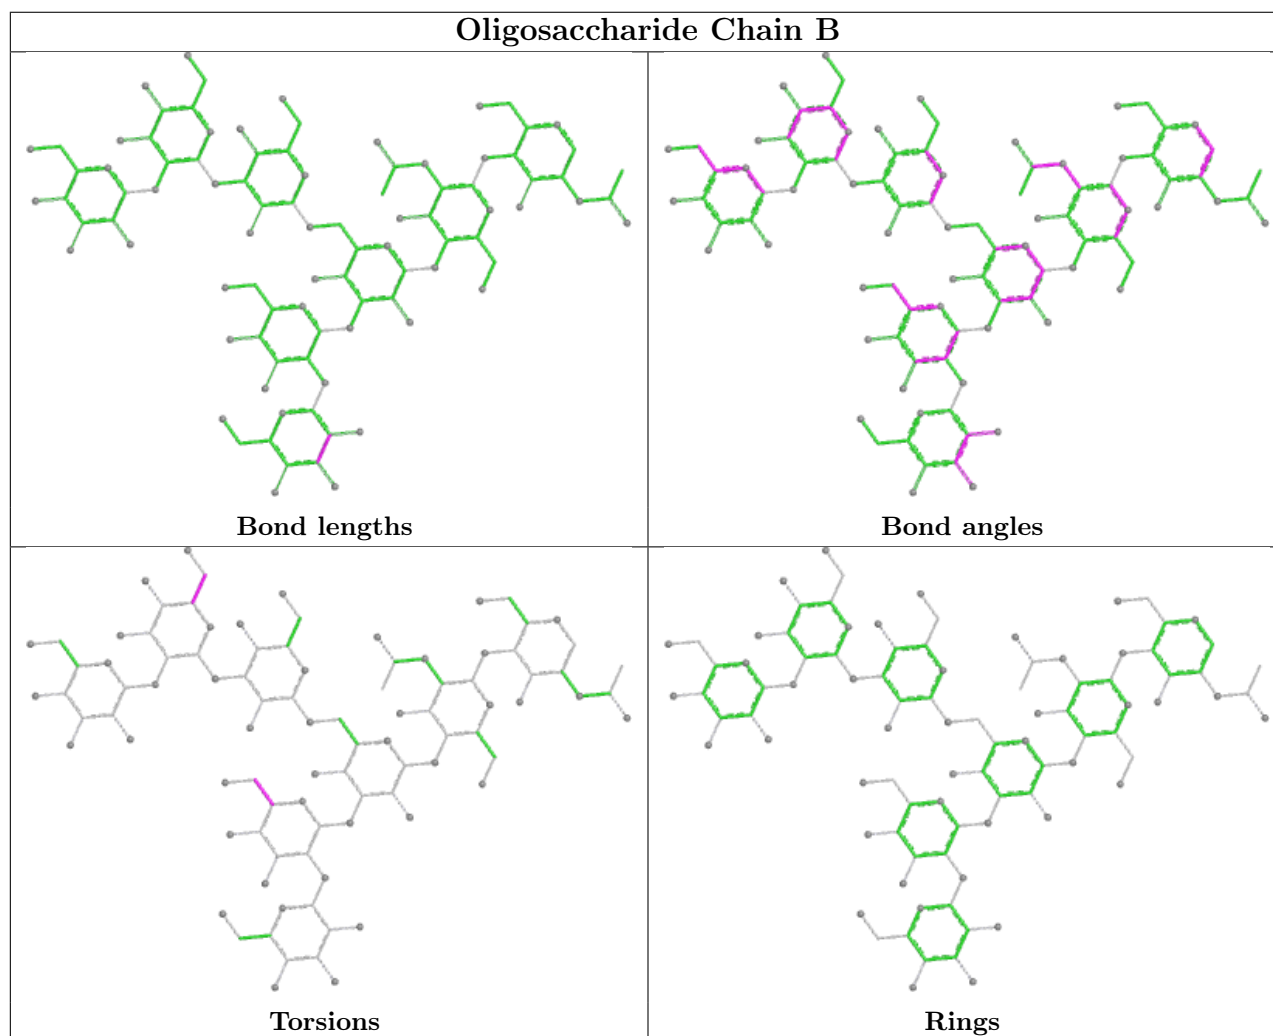 Oligosaccharide Chain B
Bond lengths
Bond angles
Torsions
Rings